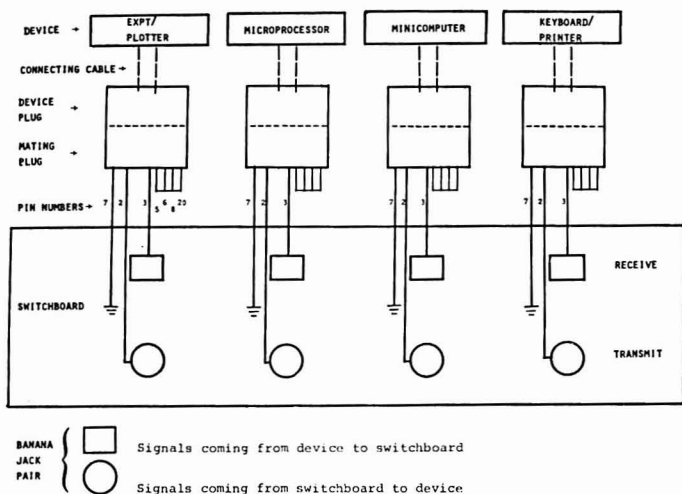 DEVICE →
EXPT/
PLOTTER
MICROPROCESSOR
MINICOMPUTER
KEYBOARD/
PRINTER
CONNECTING CABLE→
DEVICE →
PLUG
MATING →
PLUG
PIN NUMBERS→
7 2 3 5 6 8 20
7 2 3
7 2 3
7 2 3
RECEIVE
SWITCHBOARD
TRANSMIT
BANANA
JACK
PAIR
Signals coming from device to switchboard
Signals coming from switchboard to device